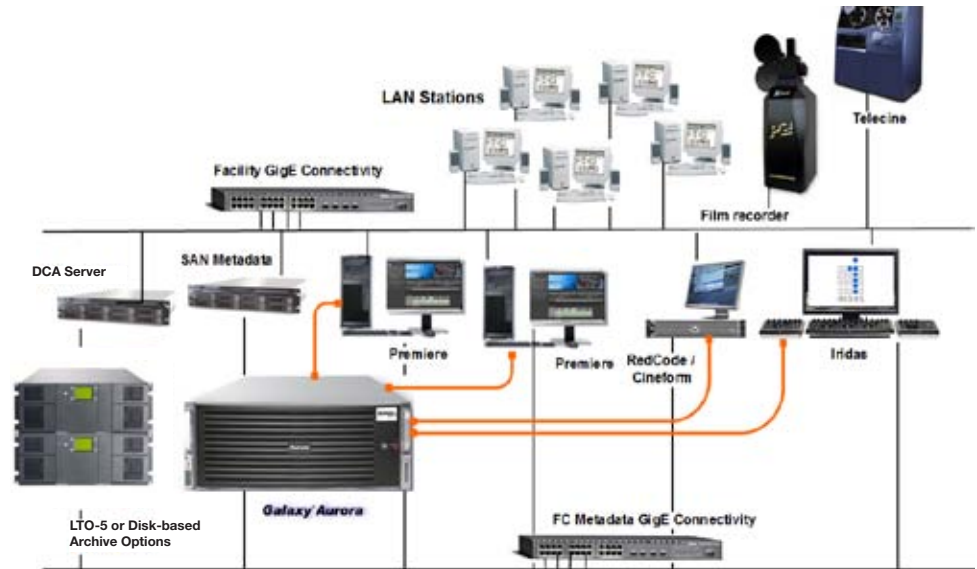 LAN Stations
Telecine
Facility GigE Connectivity
Film recorder
DCA Server
SAN Metadata
Premiere
Premiere
RedCode /
Cineform
Iridas
Aurora
Galaxy Aurora
LTO-5 or Disk-based
Archive Options
FC Metadata GigE Connectivity